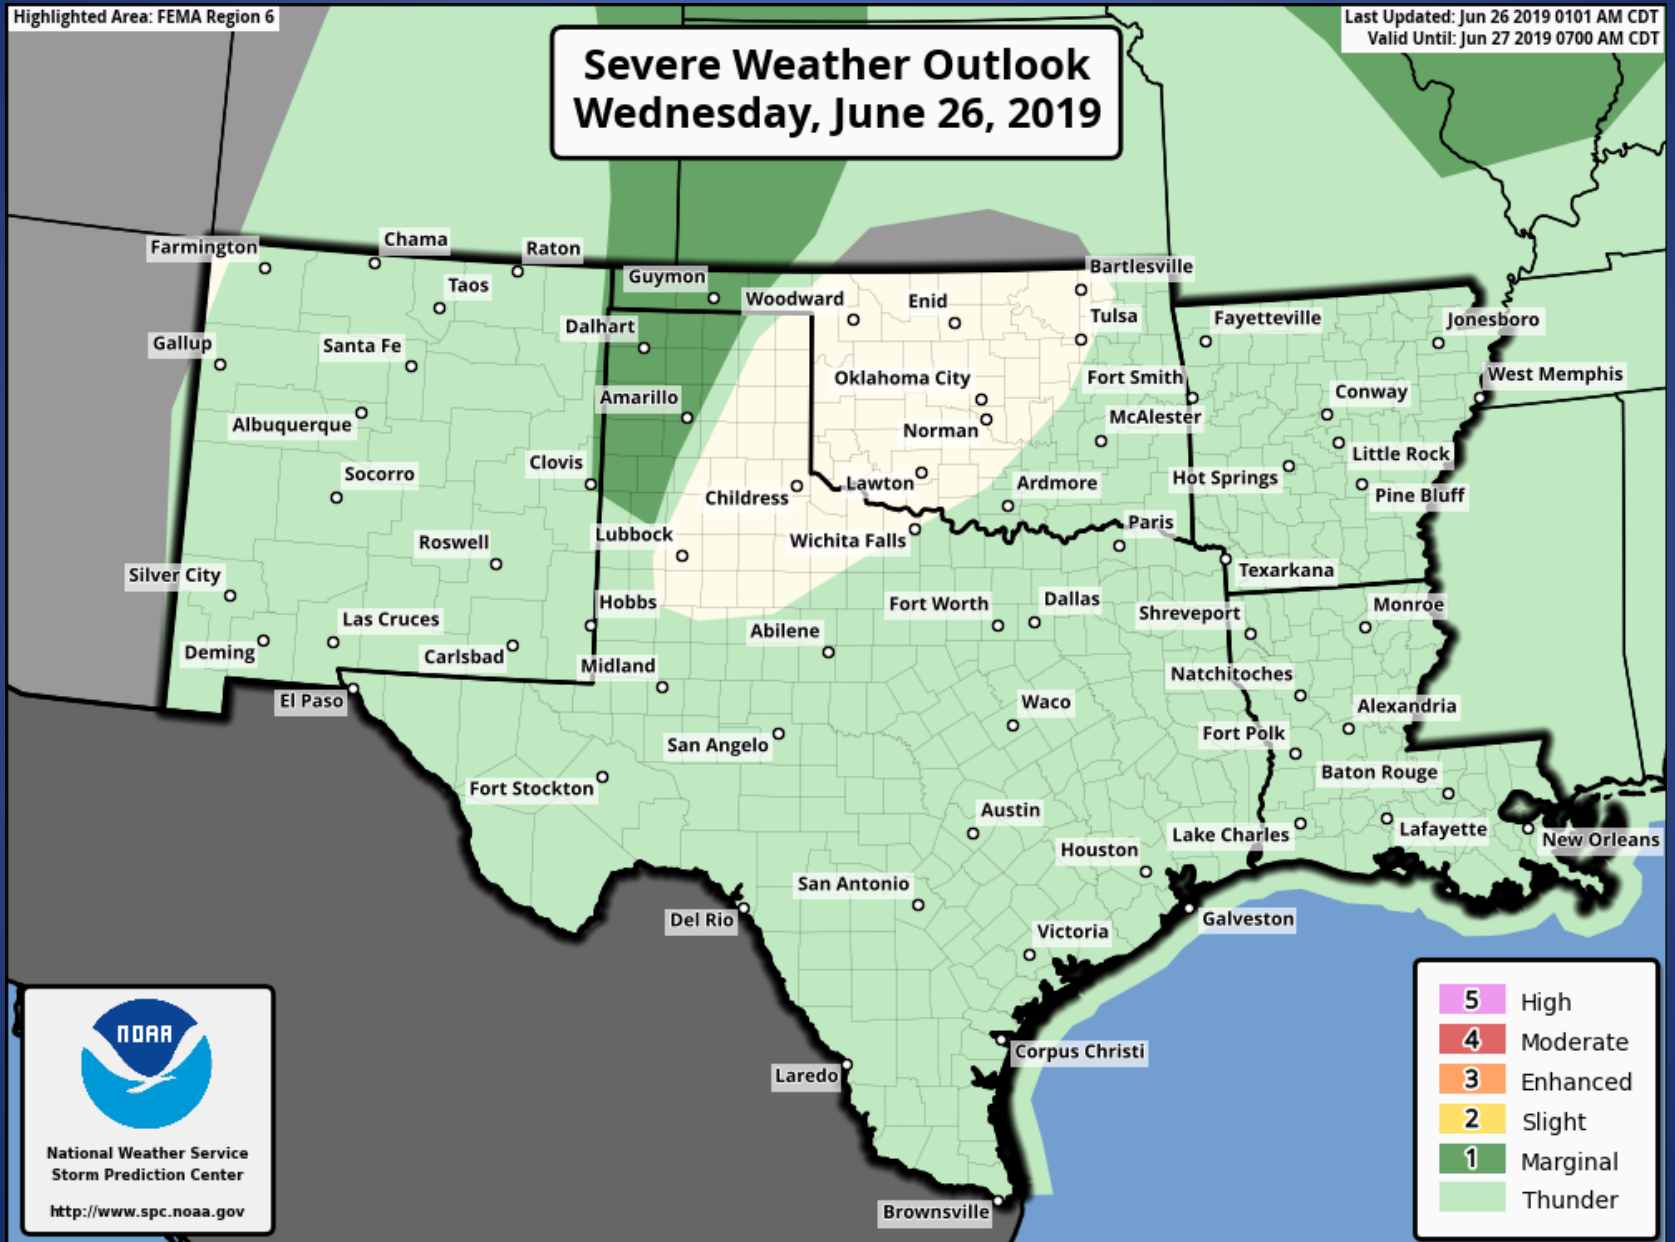 Highlighted Area: FEMA Region 6
Last Updated: Jun 26 2019 0101 AM CDT
Valid Until: Jun 27 2019 0700 AM CDT
Severe Weather Outlook
Wednesday, June 26, 2019
Farmington
Chama
Raton
Taos
Guymon
Woodward
Enid
Bartlesville
Tulsa
Fayetteville
Jonesboro
Gallup
Santa Fe
Dalhart
Oklahoma City
Fort Smith
West Memphis
Amarillo
Norman
McAlester
Conway
Albuquerque
Clovis
Socorro
Childress
Lawton
Ardmore
Hot Springs
Little Rock
Pine Bluff
Roswell
Lubbock
Wichita Falls
Paris
Texarkana
Silver City
Hobbs
Fort Worth
Dallas
Shreveport
Monroe
Las Cruces
Deming
Carlsbad
Midland
Abilene
Natchitoches
El Paso
Waco
Alexandria
San Angelo
Fort Polk
Fort Stockton
Baton Rouge
Austin
Lake Charles
Lafayette
New Orleans
Houston
San Antonio
Del Rio
Galveston
Victoria
Corpus Christi
Laredo
Brownsville
NOAA
National Weather Service
Storm Prediction Center
http://www.spc.noaa.gov
5 High
4 Moderate
3 Enhanced
2 Slight
1 Marginal
Thunder